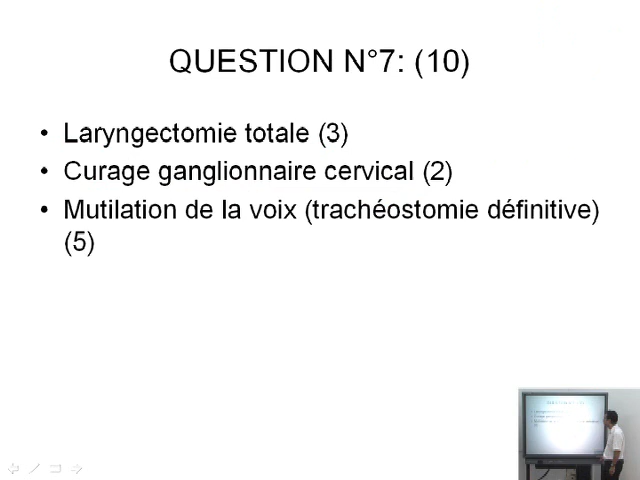 QUESTION N°7: (10)
• Laryngectomie totale (3)
• Curage ganglionnaire cervical (2)
• Mutilation de la voix (trachéostomie définitive)
(5)